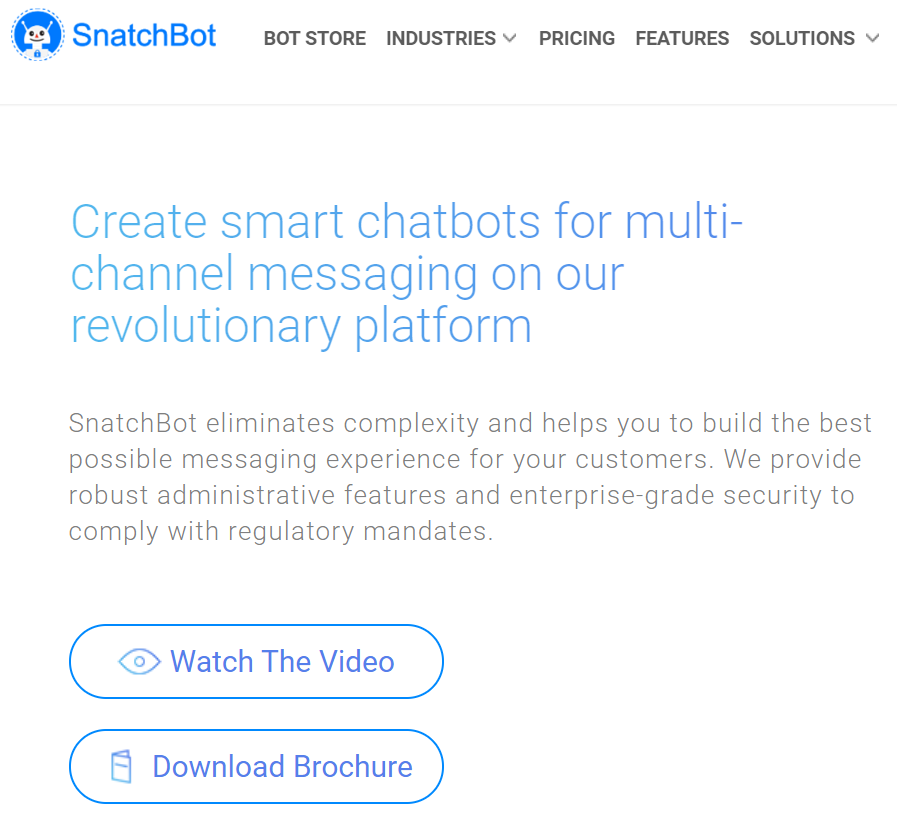 SnatchBot
BOT STORE INDUSTRIES PRICING FEATURES SOLUTIONS
Create smart chatbots for multi-
channel messaging on our
revolutionary platform
SnatchBot eliminates complexity and helps you to build the best
possible messaging experience for your customers. We provide
robust administrative features and enterprise-grade security to
comply with regulatory mandates.
Watch The Video
Download Brochure